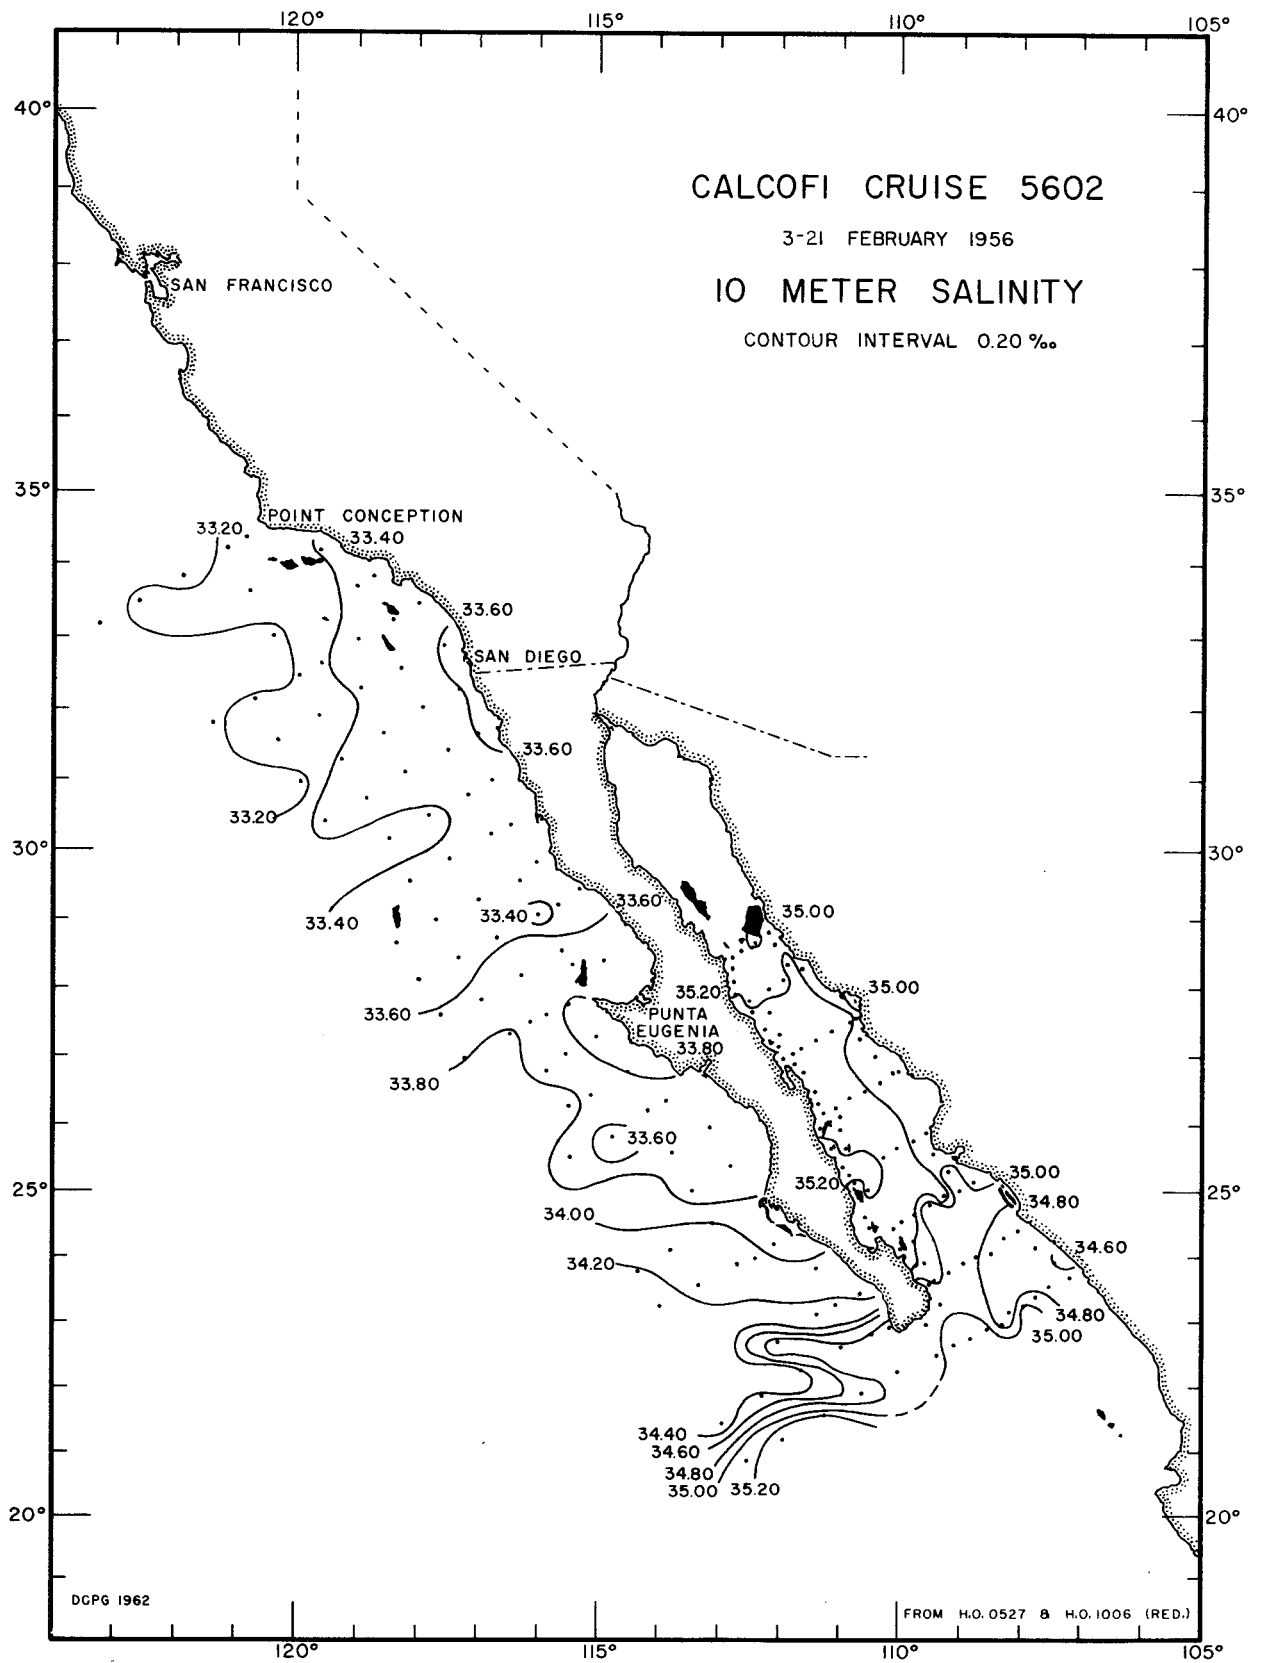 120° 115° 110° 105°
40° 40°
CALCOFI CRUISE 5602
3-21 FEBRUARY 1956
SAN FRANCISCO
10 METER SALINITY
CONTOUR INTERVAL 0.20 ‰
35° 35°
POINT CONCEPTION
33.20
33.40
33.60
SAN DIEGO
33.60
33.20
30° 30°
33.60
33.40
33.40
35.00
35.00
35.20
33.60
PUNTA
EUGENIA
33.80
33.80
33.60
35.00
35.20
25° 25°
34.80
34.00
34.60
34.20
34.80
35.00
34.40
34.60
34.80
35.00 35.20
20° 20°
DCPG 1962
FROM H.O. 0527 & H.O. 1006 (RED.)
120° 115° 110° 105°